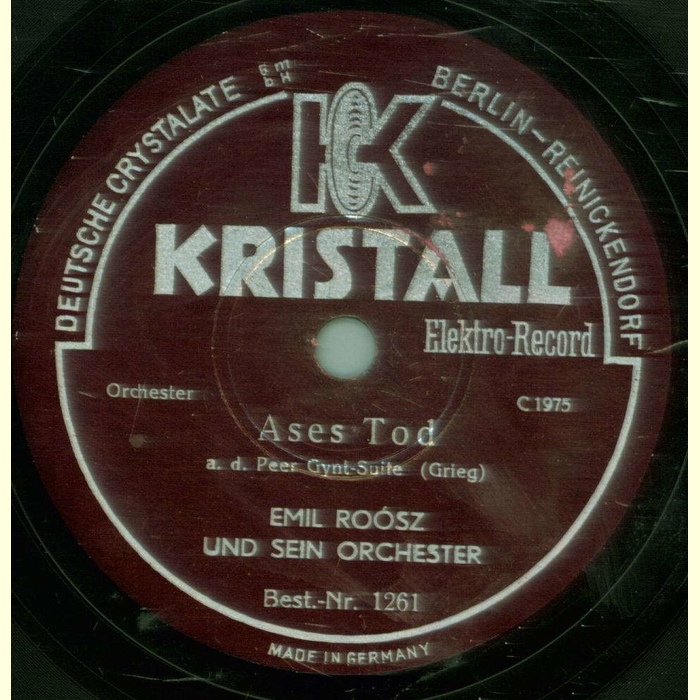 DEUTSCHE CRYSTALATE GmbH
BERLIN-REINICKENDORF
K
KRISTALL
Elektro-Record
Orchester
C 1975
Ases Tod
a. d. Peer Gynt-Suite (Grieg)
EMIL ROÓSZ
UND SEIN ORCHESTER
Best.-Nr. 1261
MADE IN GERMANY